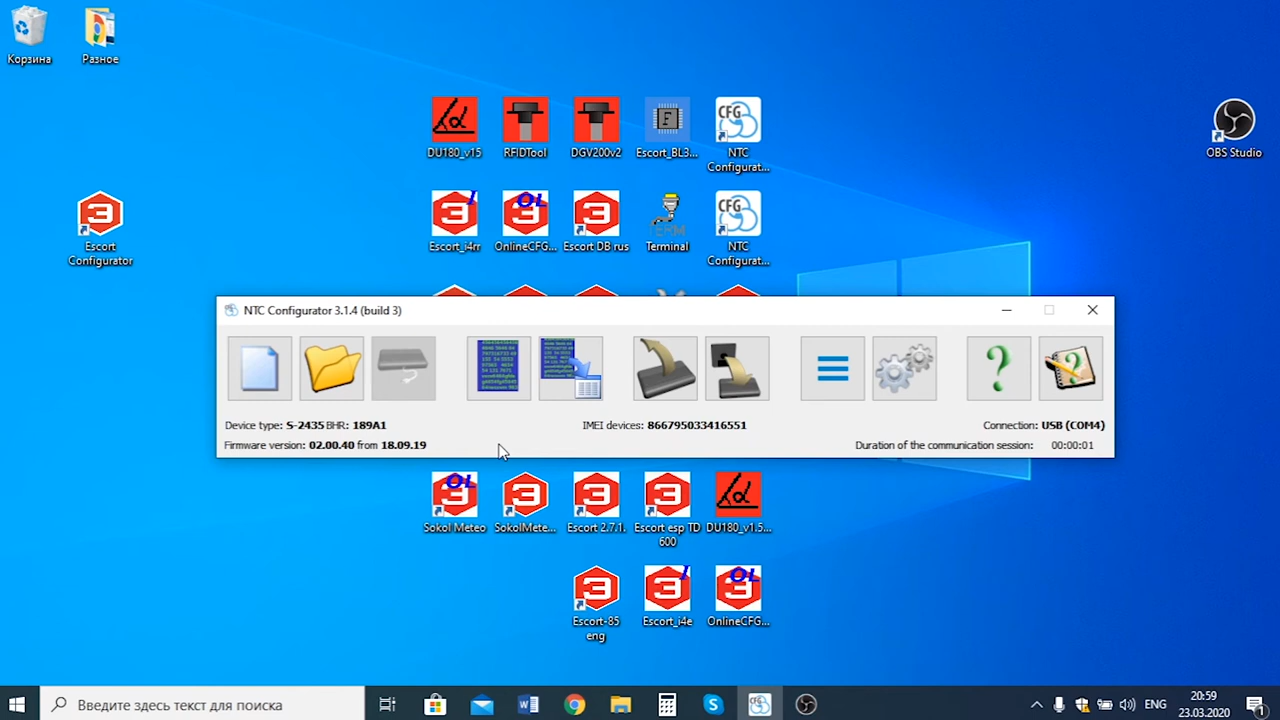 Корзина
Разное
DU180_v15
RFIDTool
DGV200v2
Escort_BL3...
CFG
NTC
Configurat...
OBS Studio
Escort
Configurator
Escort_i4rr
OnlineCFG...
Escort DB rus
Terminal
CFG
NTC
Configurat...
NTC Configurator 3.1.4 (build 3)
Device type: S-2435 BHR: 189A1
IMEI devices: 866795033416551
Connection: USB (COM4)
Firmware version: 02.00.40 from 18.09.19
Duration of the communication session: 00:00:01
OL
Sokol Meteo
SokolMete...
Escort 2.7.1.
Escort esp TD
600
DU180_v1.5...
Escort-85
eng
Escort_i4e
OL
OnlineCFG...
Введите здесь текст для поиска
ENG
20:59
23.03.2020